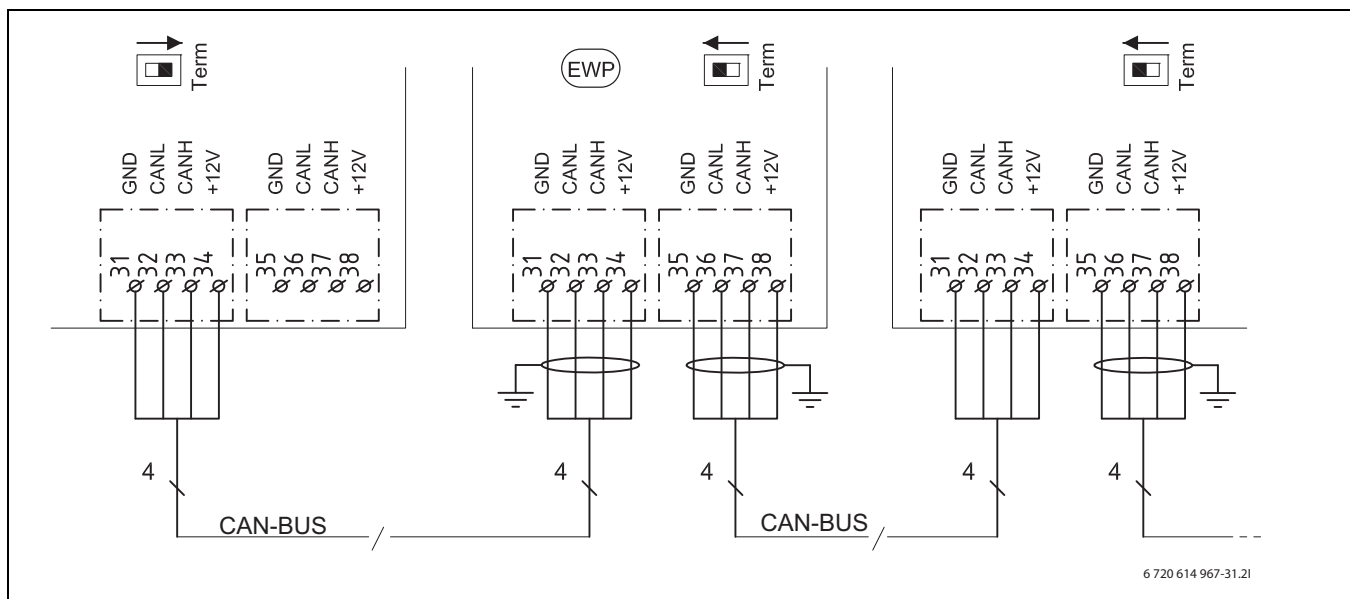 Term
EWP
Term
Term
GND CANL CANH +12V
GND CANL CANH +12V
GND CANL CANH +12V
GND CANL CANH +12V
GND CANL CANH +12V
GND CANL CANH +12V
31 32 33 34
35 36 37 38
31 32 33 34
35 36 37 38
31 32 33 34
35 36 37 38
4
4
4
4
4
CAN-BUS
CAN-BUS
6 720 614 967-31.2I